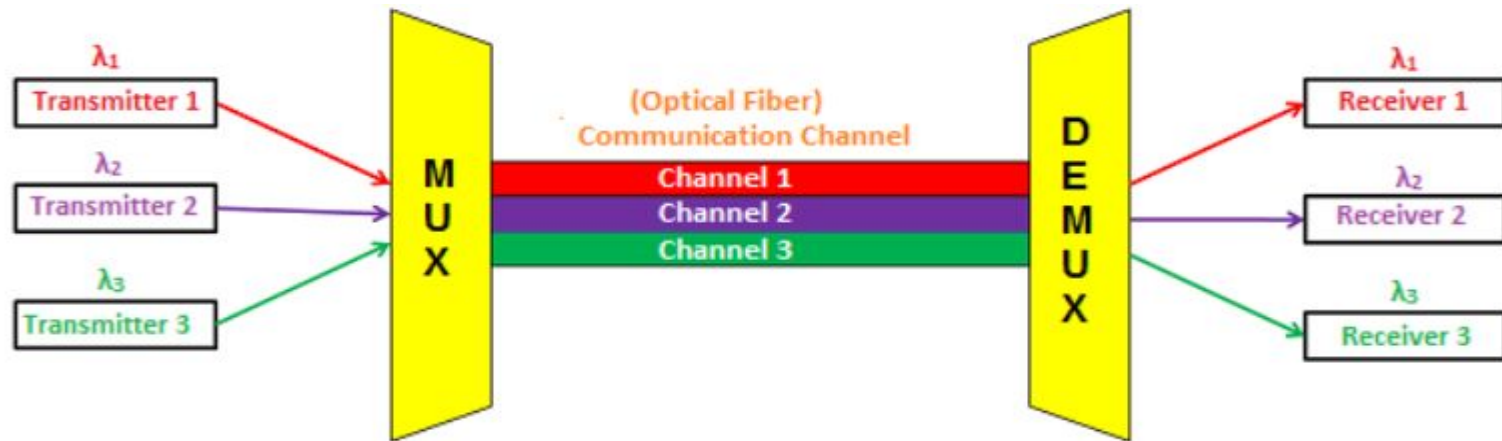 λ₁
Transmitter 1
λ₂
Transmitter 2
λ₃
Transmitter 3
M
U
X
(Optical Fiber)
Communication Channel
Channel 1
Channel 2
Channel 3
D
E
M
U
X
λ₁
Receiver 1
λ₂
Receiver 2
λ₃
Receiver 3